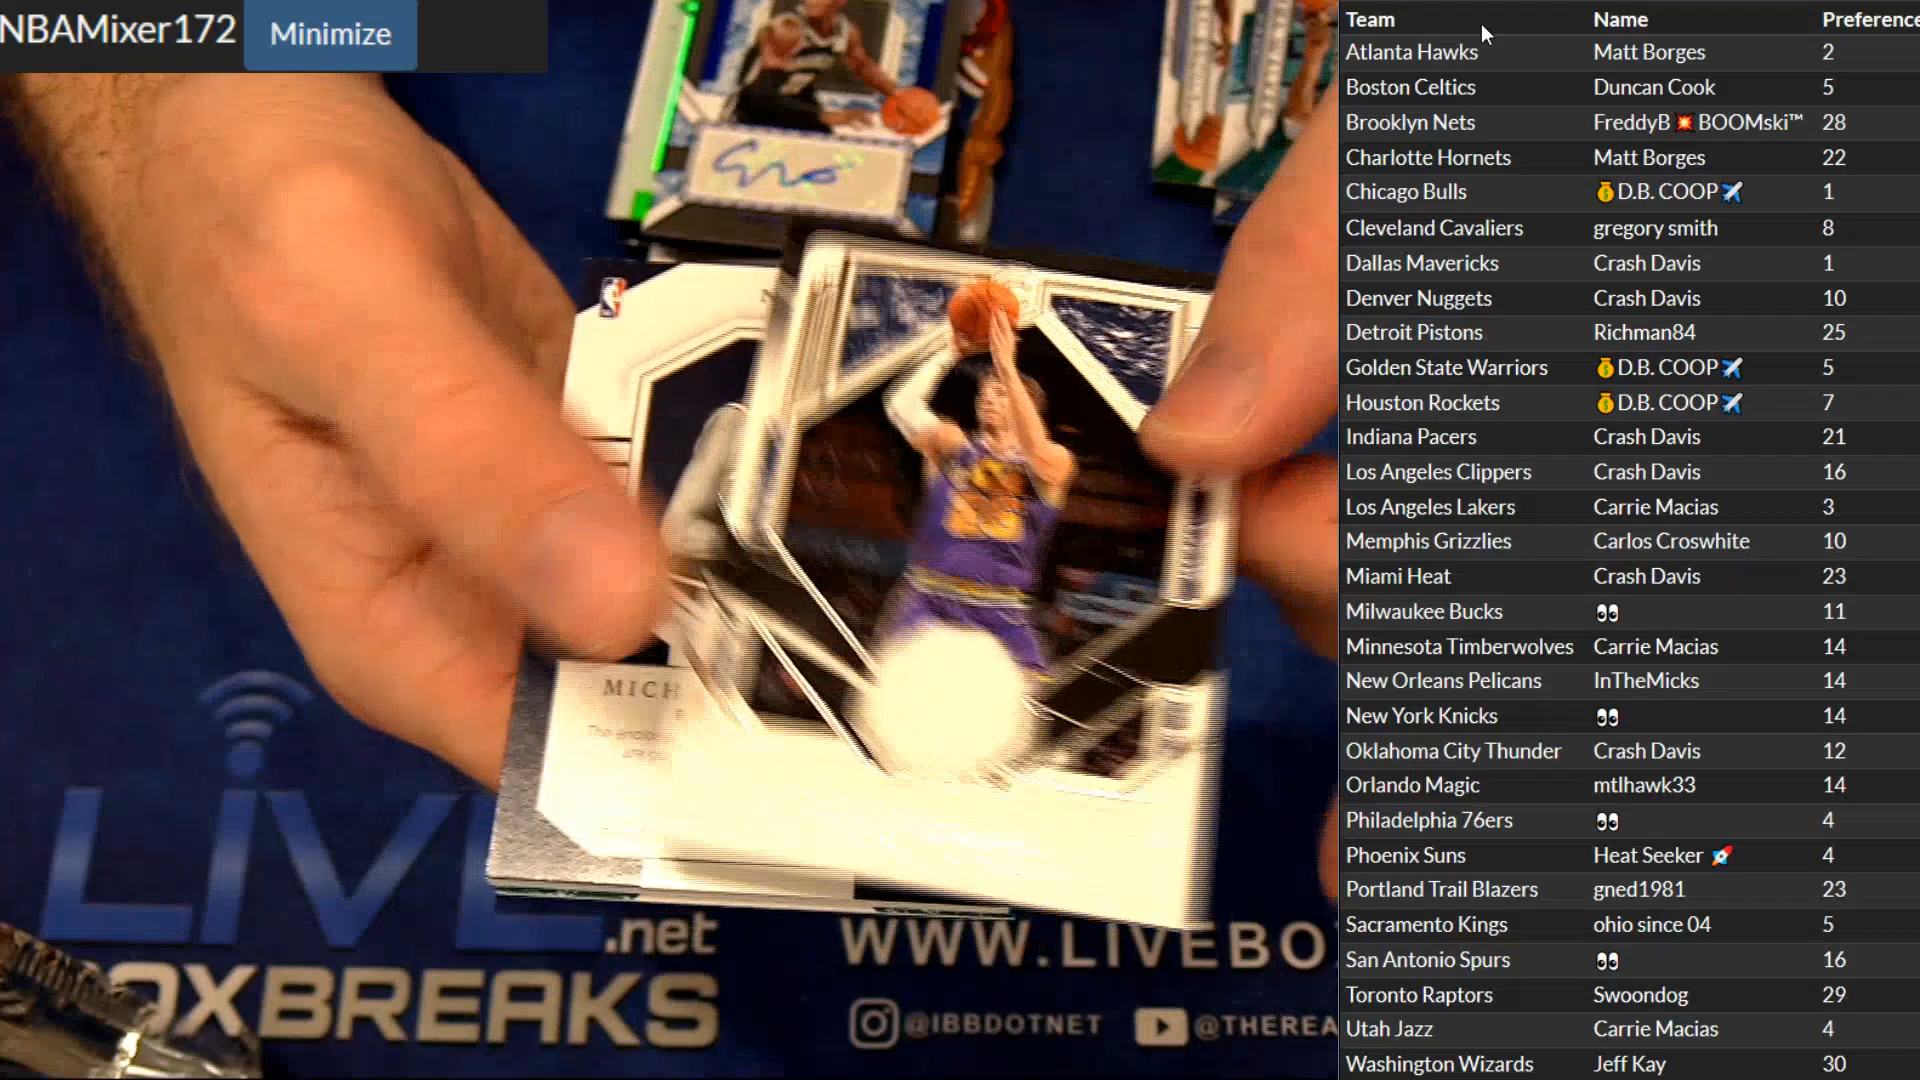 NBAMixer172
Minimize
Team Name Preference
Atlanta Hawks Matt Borges 2
Boston Celtics Duncan Cook 5
Brooklyn Nets FreddyB💥BOOMski™ 28
Charlotte Hornets Matt Borges 22
Chicago Bulls 💰D.B. COOP✈️ 1
Cleveland Cavaliers gregory smith 8
Dallas Mavericks Crash Davis 1
Denver Nuggets Crash Davis 10
Detroit Pistons Richman84 25
Golden State Warriors 💰D.B. COOP✈️ 5
Houston Rockets 💰D.B. COOP✈️ 7
Indiana Pacers Crash Davis 21
Los Angeles Clippers Crash Davis 16
Los Angeles Lakers Carrie Macias 3
Memphis Grizzlies Carlos Croswhite 10
Miami Heat Crash Davis 23
Milwaukee Bucks 👀 11
Minnesota Timberwolves Carrie Macias 14
New Orleans Pelicans InTheMicks 14
New York Knicks 👀 14
Oklahoma City Thunder Crash Davis 12
Orlando Magic mtlhawk33 14
Philadelphia 76ers 👀 4
Phoenix Suns Heat Seeker 🚀 4
Portland Trail Blazers gned1981 23
Sacramento Kings ohio since 04 5
San Antonio Spurs 👀 16
Toronto Raptors Swoondog 29
Utah Jazz Carrie Macias 4
Washington Wizards Jeff Kay 30
MICH
LIVE
.net
OXBREAKS
WWW.LIVEBO
@IBBDOTNET
@THEREA